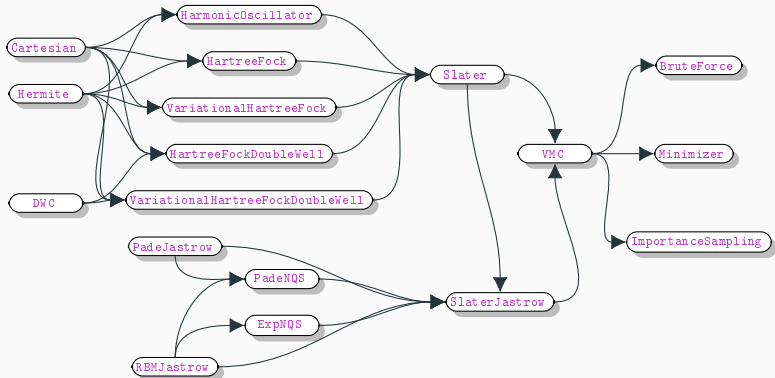 HarmonicOscillator
Cartesian
HartreeFock
BruteForce
Slater
Hermite
VariationalHartreeFock
HartreeFockDoubleWell
VMC
Minimizer
DWC
VariationalHartreeFockDoubleWell
PadeJastrow
ImportanceSampling
PadeNQS
SlaterJastrow
ExpNQS
RBMJastrow